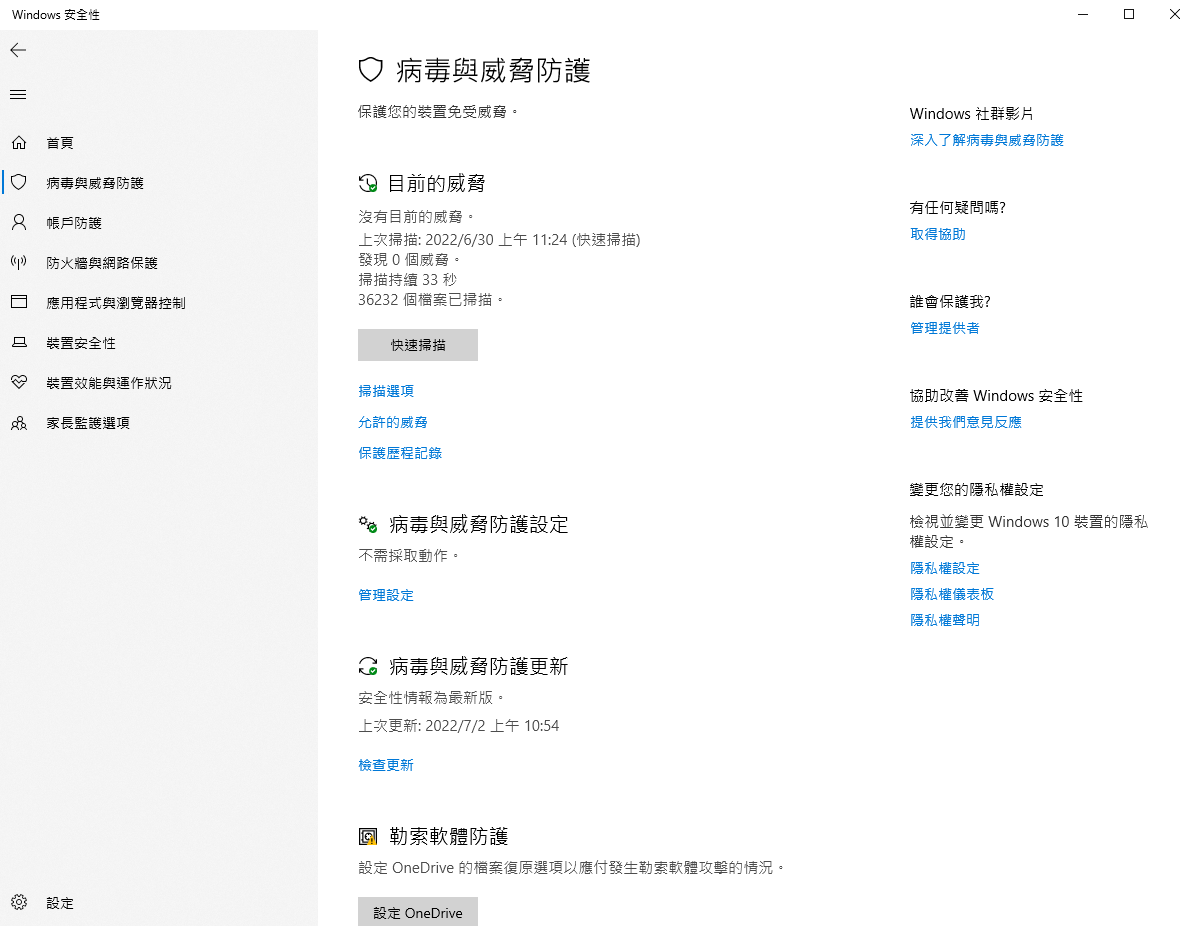 Windows 安全性
首頁
病毒與威脅防護
帳戶防護
防火牆與網路保護
應用程式與瀏覽器控制
裝置安全性
裝置效能與運作狀況
家長監護選項
設定
病毒與威脅防護
保護您的裝置免受威脅。
目前的威脅
沒有目前的威脅。
上次掃描: 2022/6/30 上午 11:24 (快速掃描)
發現 0 個威脅。
掃描持續 33 秒
36232 個檔案已掃描。
快速掃描
掃描選項
允許的威脅
保護歷程記錄
病毒與威脅防護設定
不需採取動作。
管理設定
病毒與威脅防護更新
安全性情報為最新版。
上次更新: 2022/7/2 上午 10:54
檢查更新
勒索軟體防護
設定 OneDrive 的檔案復原選項以應付發生勒索軟體攻擊的情況。
設定 OneDrive
Windows 社群影片
深入了解病毒與威脅防護
有任何疑問嗎?
取得協助
誰會保護我?
管理提供者
協助改善 Windows 安全性
提供我們意見反應
變更您的隱私權設定
檢視並變更 Windows 10 裝置的隱私
權設定。
隱私權設定
隱私權儀表板
隱私權聲明